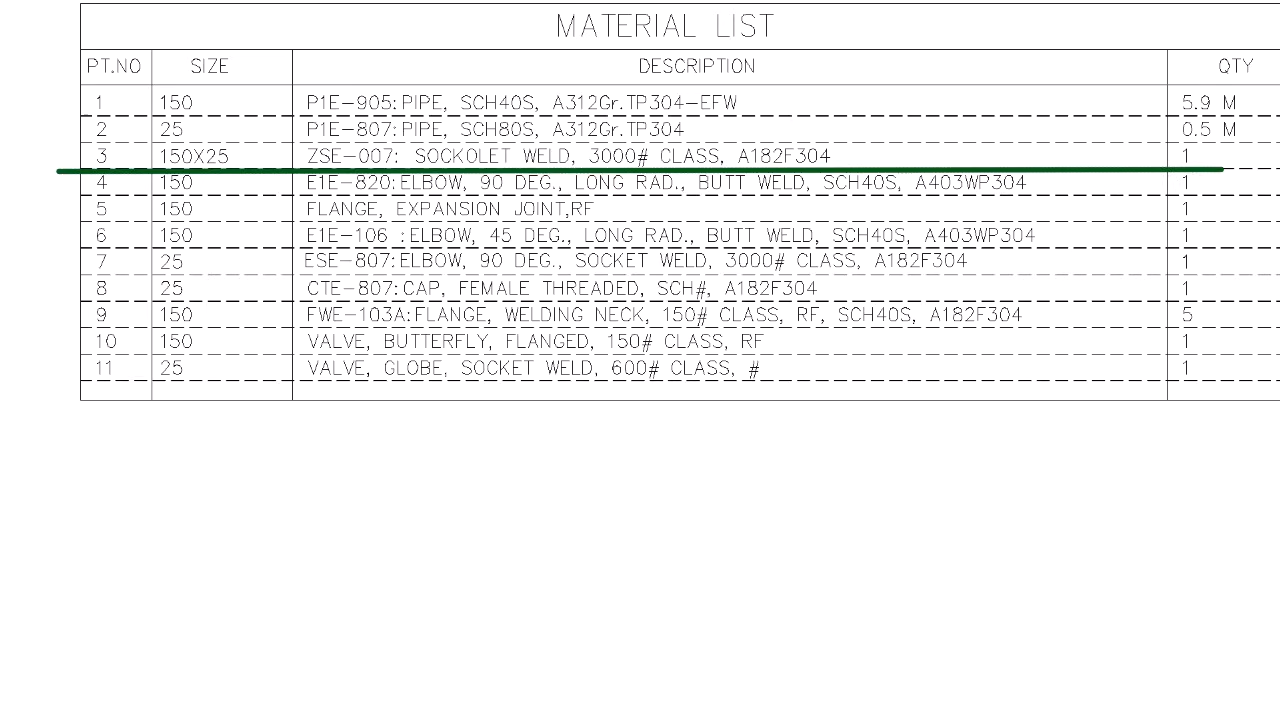 MATERIAL LIST
PT.NO SIZE DESCRIPTION QTY
1 150 P1E-905:PIPE, SCH40S, A312Gr.TP304-EFW 5.9 M
2 25 P1E-807:PIPE, SCH80S, A312Gr.TP304 0.5 M
3 150X25 ZSE-007: SOCKOLET WELD, 3000# CLASS, A182F304 1
4 150 E1E-820:ELBOW, 90 DEG., LONG RAD., BUTT WELD, SCH40S, A403WP304 1
5 150 FLANGE, EXPANSION JOINT,RF 1
6 150 E1E-106 :ELBOW, 45 DEG., LONG RAD., BUTT WELD, SCH40S, A403WP304 1
7 25 ESE-807:ELBOW, 90 DEG., SOCKET WELD, 3000# CLASS, A182F304 1
8 25 CTE-807:CAP, FEMALE THREADED, SCH#, A182F304 1
9 150 FWE-103A:FLANGE, WELDING NECK, 150# CLASS, RF, SCH40S, A182F304 5
10 150 VALVE, BUTTERFLY, FLANGED, 150# CLASS, RF 1
11 25 VALVE, GLOBE, SOCKET WELD, 600# CLASS, # 1